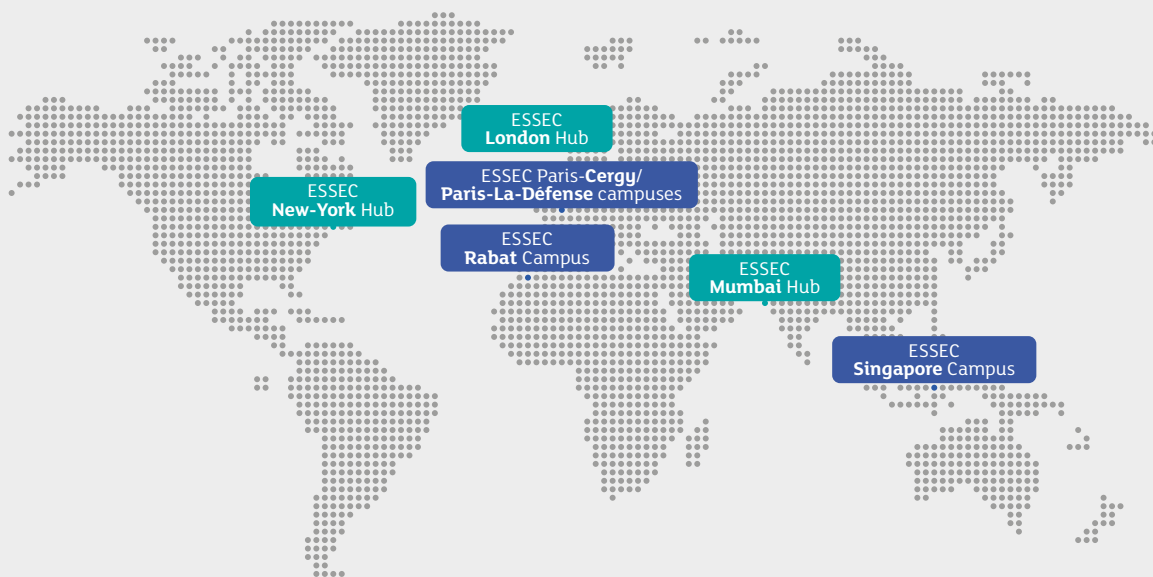 ESSEC
London Hub
ESSEC Paris-Cergy/
Paris-La-Défense campuses
ESSEC
New-York Hub
ESSEC
Rabat Campus
ESSEC
Mumbai Hub
ESSEC
Singapore Campus